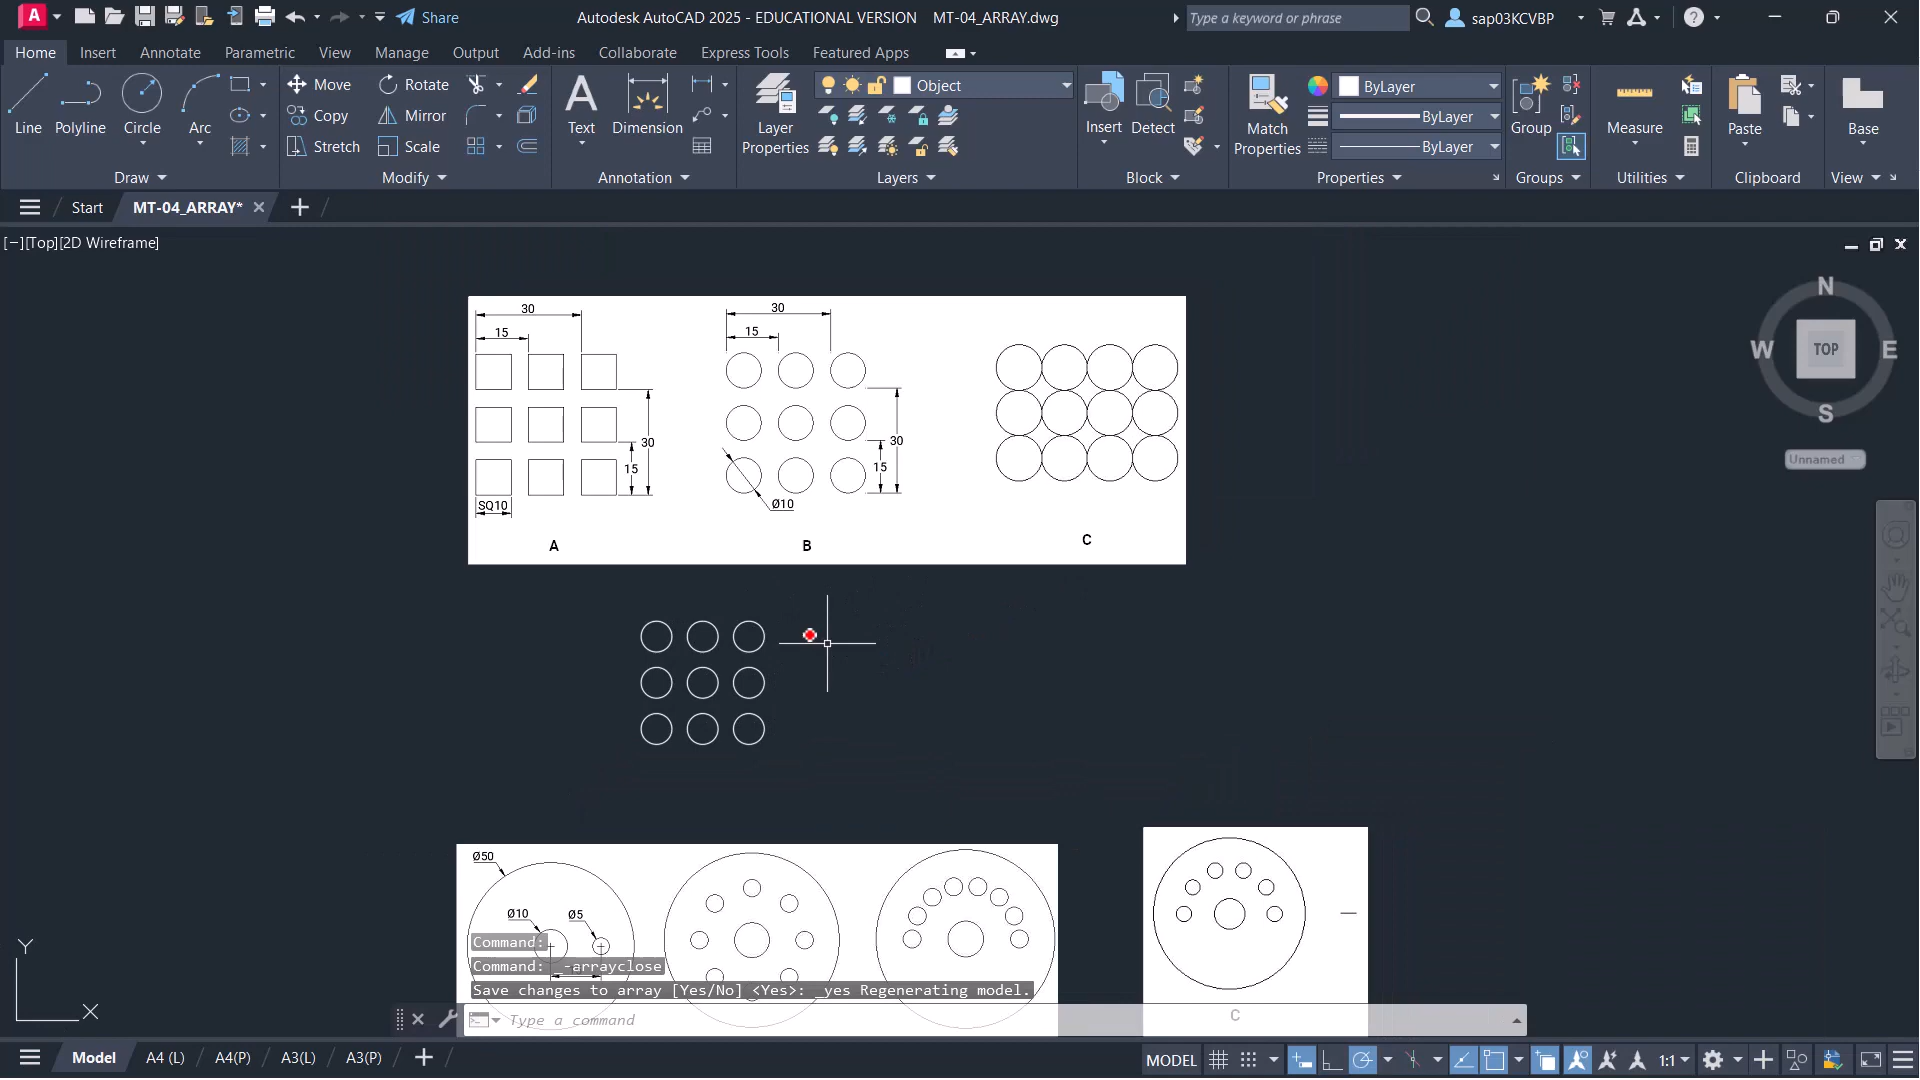 Share
Autodesk AutoCAD 2025 - EDUCATIONAL VERSION MT-04_ARRAY.dwg
Type a keyword or phrase
sap03KCVBP
Home Insert Annotate Parametric View Manage Output Add-ins Collaborate Express Tools Featured Apps
Line Polyline Circle Arc
Move Rotate
Copy Mirror
Stretch Scale
Text Dimension
Layer
Properties
Object
Insert Detect
Match
Properties
ByLayer
ByLayer
ByLayer
Group
Measure
Paste
Base
Draw Modify Annotation Layers Block Properties Groups Utilities Clipboard View
Start MT-04_ARRAY*
[−][Top][2D Wireframe]
N
W TOP E
S
Unnamed
30
15
30
15
SQ10
A
30
15
30
15
Ø10
B
C
Ø50
Ø10
Ø5
C
Y
X
Command:
Command: _-arrayclose
Save changes to array [Yes/No] <Yes>: _yes Regenerating model.
Type a command
Model A4 (L) A4(P) A3(L) A3(P)
MODEL
1:1